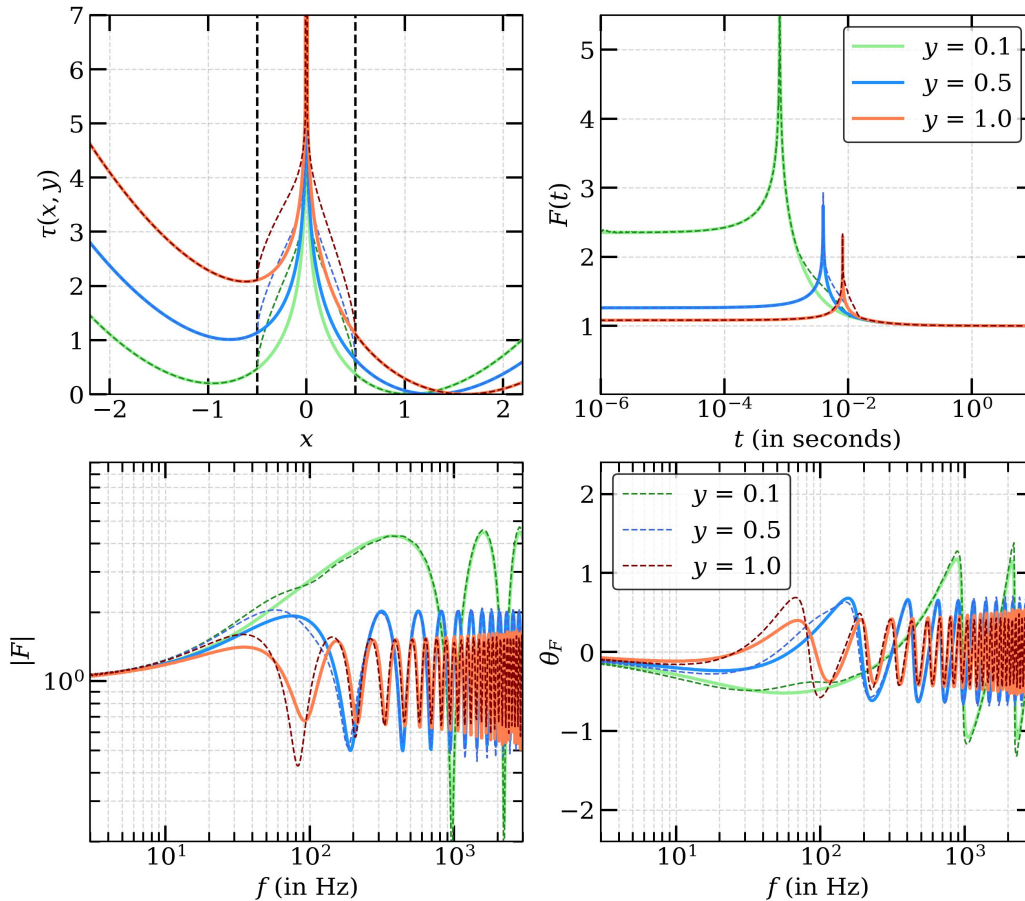 7
6
5
4
3
2
1
0
τ(x, y)
−2 −1 0 1 2
x
5
4
3
2
1
F(t)
y = 0.1
y = 0.5
y = 1.0
10⁻⁶ 10⁻⁴ 10⁻² 10⁰
t (in seconds)
10⁰
|F|
10¹ 10² 10³
f (in Hz)
2
1
0
−1
−2
θ_F
y = 0.1
y = 0.5
y = 1.0
10¹ 10² 10³
f (in Hz)